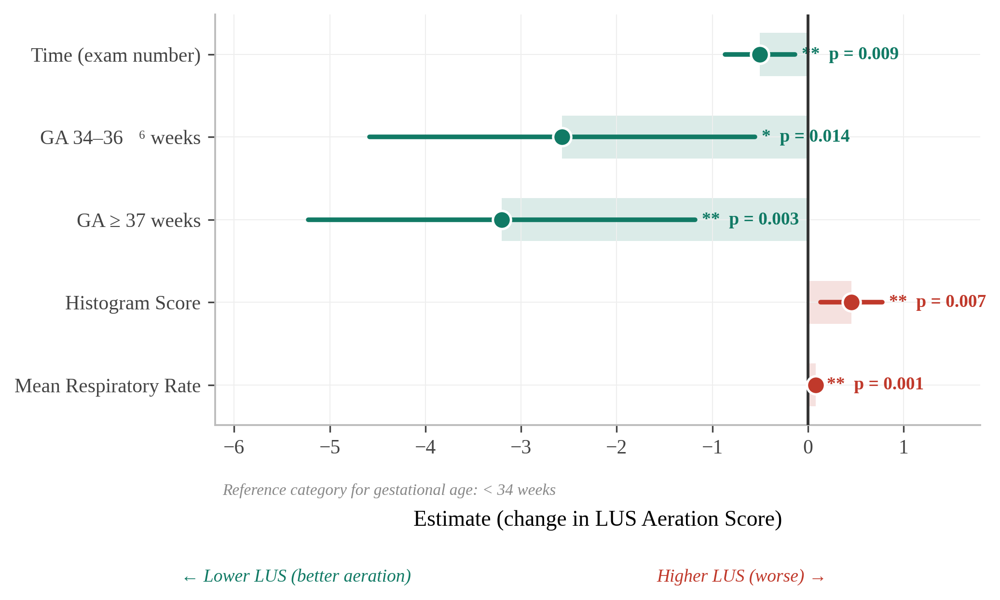 Time (exam number)
** p = 0.009
GA 34–36 ⁶ weeks
* p = 0.014
GA ≥ 37 weeks
** p = 0.003
Histogram Score
** p = 0.007
Mean Respiratory Rate
** p = 0.001
−6 −5 −4 −3 −2 −1 0 1
Reference category for gestational age: < 34 weeks
Estimate (change in LUS Aeration Score)
← Lower LUS (better aeration) Higher LUS (worse) →